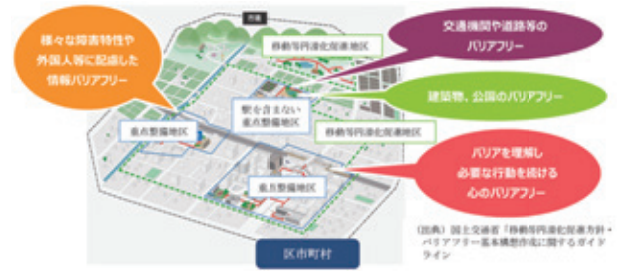 市境
様々な障害特性や
外国人等に配慮した
情報バリアフリー
移動等円滑化促進地区
交通機関や道路等の
バリアフリー
建築物、公園のバリアフリー
駅を含まない
重点整備地区
重点整備地区
移動等円滑化促進地区
重点整備地区
バリアを理解し
必要な行動を続ける
心のバリアフリー
区市町村
（出典）国土交通省「移動等円滑化促進方針・
バリアフリー基本構想作成に関するガイド
ライン